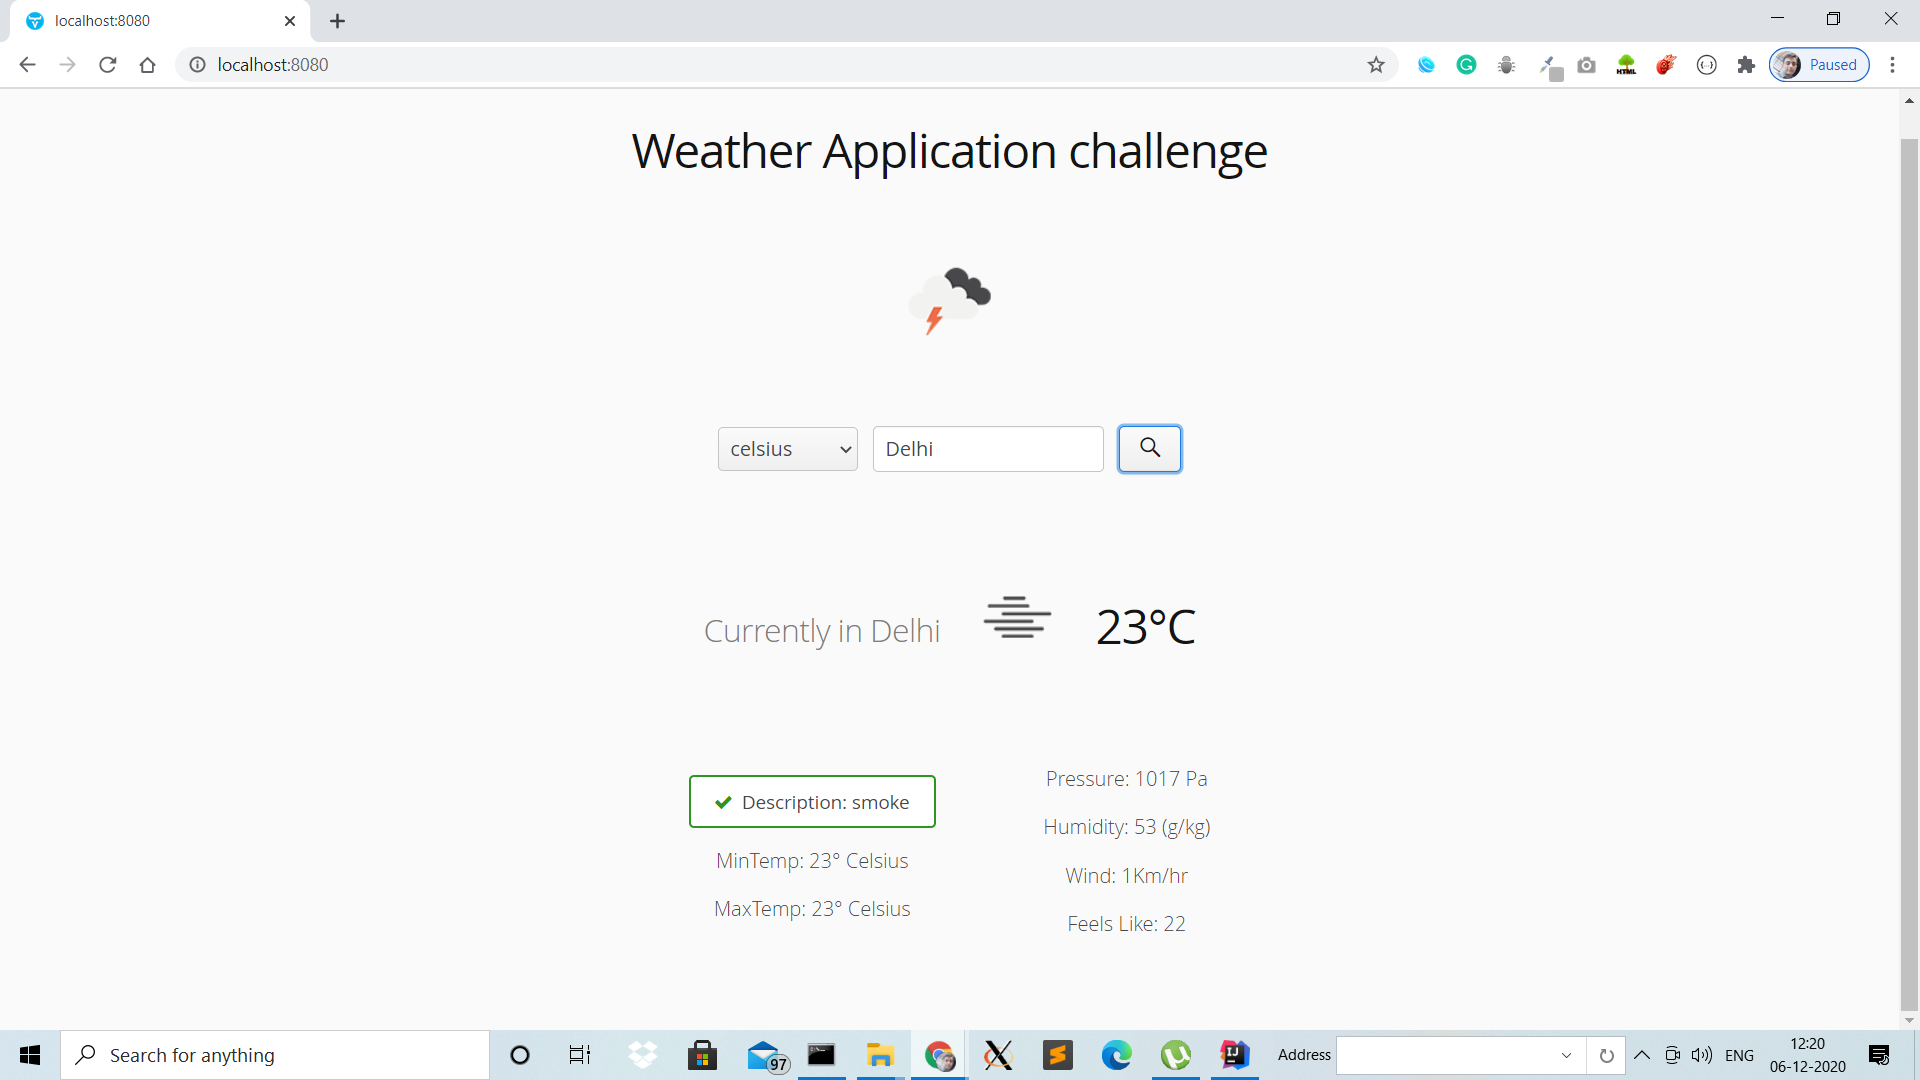 localhost:8080
localhost:8080
Paused
HTML
Weather Application challenge
celsius
Delhi
Currently in Delhi
23°C
Description: smoke
MinTemp: 23° Celsius
MaxTemp: 23° Celsius
Pressure: 1017 Pa
Humidity: 53 (g/kg)
Wind: 1Km/hr
Feels Like: 22
Search for anything
97
Address
ENG
12:20
06-12-2020